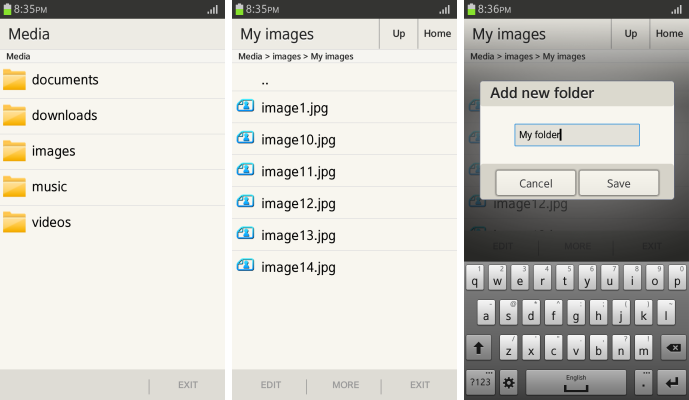 8:35PM
Media
Media
documents
downloads
images
music
videos
EXIT
8:35PM
My images Up Home
Media > images > My images
..
image1.jpg
image10.jpg
image11.jpg
image12.jpg
image13.jpg
image14.jpg
EDIT MORE EXIT
8:36PM
My images Up Home
Media > images > My images
Add new folder
My folder
Cancel Save
image12.jpg
EDIT MORE EXIT
1 2 3 4 5 6 7 8 9 0
q w e r t y u i o p
a s d f g h j k l
z x c v b n m
?123 English .